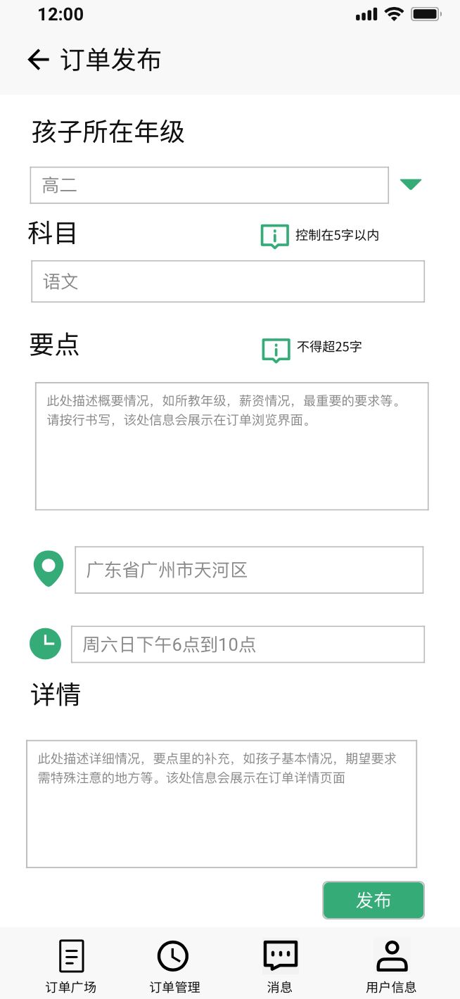 12:00
订单发布
孩子所在年级
高二
科目
控制在5字以内
语文
要点
不得超25字
此处描述概要情况，如所教年级，薪资情况，最重要的要求等。
请按行书写，该处信息会展示在订单浏览界面。
广东省广州市天河区
周六日下午6点到10点
详情
此处描述详细情况，要点里的补充，如孩子基本情况，期望要求
需特殊注意的地方等。该处信息会展示在订单详情页面
发布
订单广场
订单管理
消息
用户信息